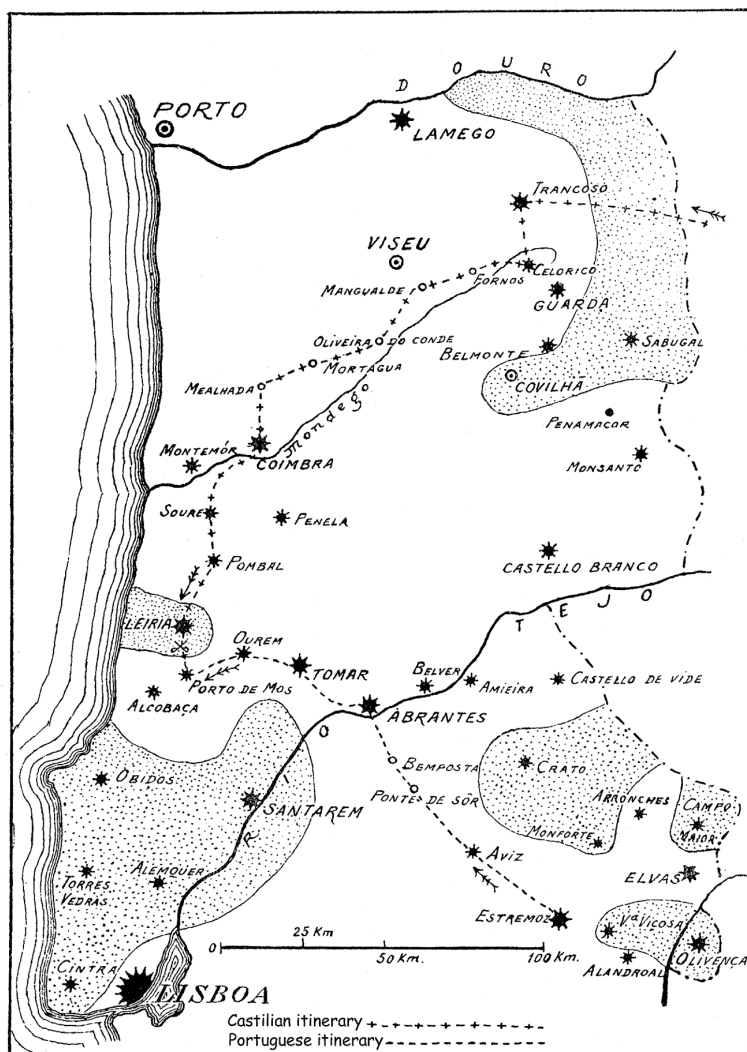 DOURO
PORTO
LAMEGO
TRANCOSO
VISEU
FORNOS
CELORICO
MANGUALDE
GUARDA
OLIVEIRA DO CONDE
BELMONTE
SABUGAL
MORTAGUA
MEALHADA
COVILHÃ
Mondego
PENAMACOR
MONTEMÓR
COIMBRA
MONSANTO
SOURE
PENELA
POMBAL
CASTELLO BRANCO
TEJO
LEIRIA
OUREM
TOMAR
BELVER
AMIEIRA
CASTELLO DE VIDE
PORTO DE MOS
ALCOBAÇA
ABRANTES
BEMPOSTA
CRATO
OBIDOS
PONTE DE SÔR
SANTAREM
ARRONCHES
CAMPO
MAIOR
MONFORTE
AVIZ
ALEMQUER
TORRES
VEDRAS
ELVAS
ESTREMOZ
Vª VIÇOSA
0 25 Km 50 Km. 100 Km.
ALANDROAL
OLIVENÇA
CINTRA
LISBOA
Castilian itinerary
Portuguese itinerary